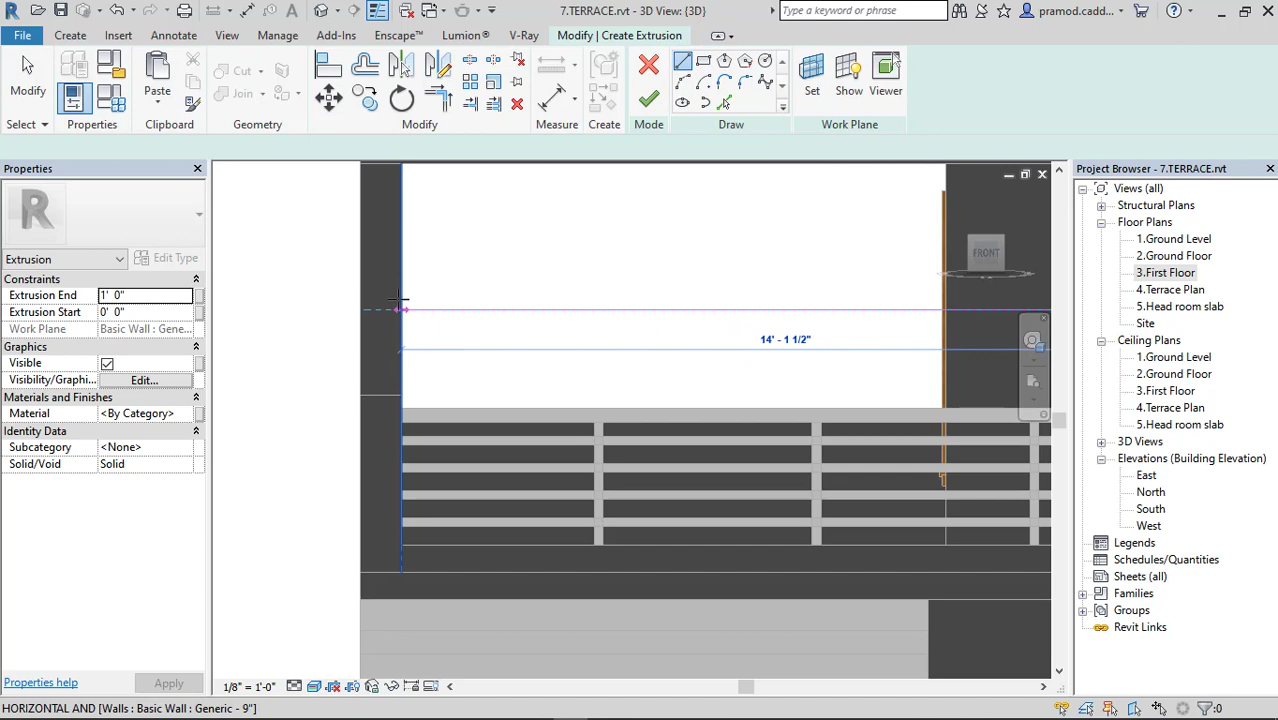 7.TERRACE.rvt - 3D View: {3D}
Type a keyword or phrase
pramod.cadd...
File Create Insert Annotate View Manage Add-Ins Enscape™ Lumion® V-Ray Modify | Create Extrusion
Modify
Paste
Cut
Join
Set Show Viewer
Select Properties Clipboard Geometry Modify Measure Create Mode Draw Work Plane
Properties
R
Extrusion
Edit Type
Constraints
Extrusion End 1' 0"
Extrusion Start 0' 0"
Work Plane Basic Wall : Gene...
Graphics
Visible
Visibility/Graphi... Edit...
Materials and Finishes
Material <By Category>
Identity Data
Subcategory <None>
Solid/Void Solid
Properties help
Apply
FRONT
14' - 1 1/2"
1/8" = 1'-0"
Project Browser - 7.TERRACE.rvt
Views (all)
Structural Plans
Floor Plans
1.Ground Level
2.Ground Floor
3.First Floor
4.Terrace Plan
5.Head room slab
Site
Ceiling Plans
1.Ground Level
2.Ground Floor
3.First Floor
4.Terrace Plan
5.Head room slab
3D Views
Elevations (Building Elevation)
East
North
South
West
Legends
Schedules/Quantities
Sheets (all)
Families
Groups
Revit Links
HORIZONTAL AND [Walls : Basic Wall : Generic - 9"]
:0